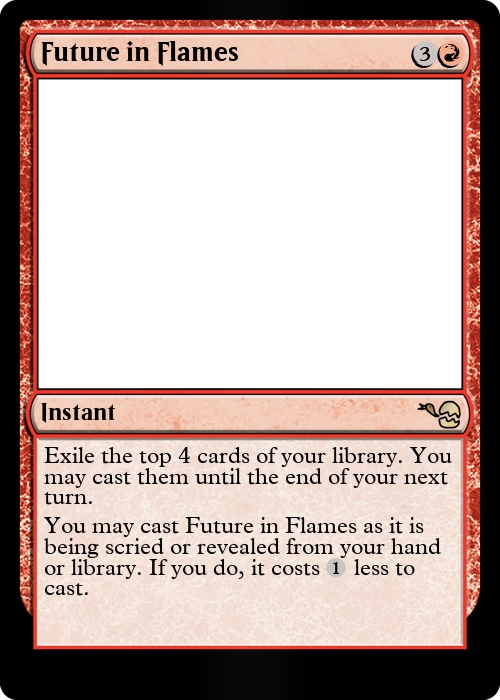 Future in Flames 3
Instant
Exile the top 4 cards of your library. You
may cast them until the end of your next
turn.
You may cast Future in Flames as it is
being scried or revealed from your hand
or library. If you do, it costs 1 less to
cast.